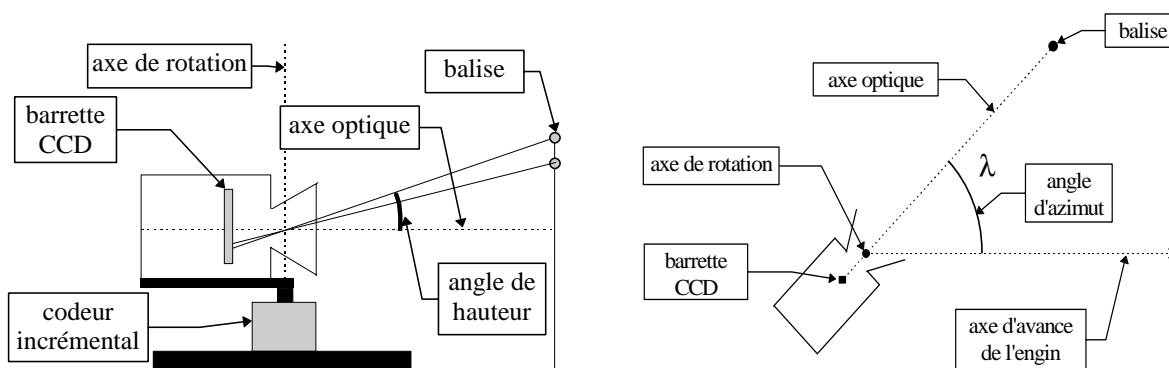 axe de rotation
balise
barrette
CCD
axe optique
angle de
hauteur
codeur
incrémental
balise
axe optique
axe de rotation
λ
angle
d'azimut
barrette
CCD
axe d'avance
de l'engin